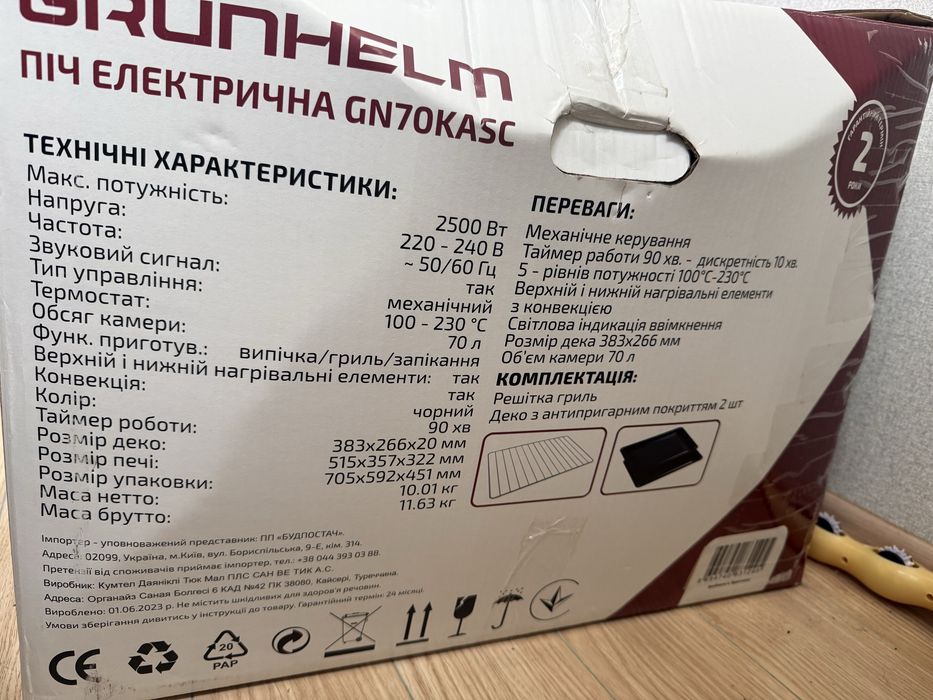 GRUNHELM
ПІЧ ЕЛЕКТРИЧНА GN70KASC
ТЕХНІЧНІ ХАРАКТЕРИСТИКИ:
Макс. потужність: 2500 Вт
Напруга: 220 - 240 В
Частота: ~ 50/60 Гц
Звуковий сигнал: так
Тип управління: механічний
Термостат: 100 - 230 °C
Обсяг камери: 70 л
Функ. приготув.: випічка/гриль/запікання
Верхній і нижній нагрівальні елементи: так
Конвекція: так
Колір: чорний
Таймер роботи: 90 хв
Розмір деко: 383x266x20 мм
Розмір печі: 515x357x322 мм
Розмір упаковки: 705x592x451 мм
Маса нетто: 10.01 кг
Маса брутто: 11.63 кг
ПЕРЕВАГИ:
Механічне керування
Таймер работи 90 хв. - дискретність 10 хв.
5 - рівнів потужності 100°C-230°C
Верхній і нижній нагрівальні елементи
з конвекцією
Світлова індикація ввімкнення
Розмір дека 383x266 мм
Об'єм камери 70 л
КОМПЛЕКТАЦІЯ:
Решітка гриль
Деко з антипригарним покриттям 2 шт
2
РОКИ
Імпортер - уповноважений представник: ПП «БУДПОСТАЧ».
Адреса: 02099, Україна, м.Київ, вул. Бориспільська, 9-Е, кім. 314.
Претензії від споживачів приймає імпортер, тел.: +38 044 393 03 88.
Виробник: Кумтел Даянікли Тюк Мал ПЛС САН ВЕ ТИК А.С.
Адреса: Органайз Саная Болгесі 6 КАД №42 ПК 38080, Кайсері, Туреччина.
Вироблено: 01.06.2023 р. Не містить шкідливих для здоров'я речовин.
Умови зберігання дивитись у інструкції до товару. Гарантійний термін: 24 місяці.
CE
20
PAP